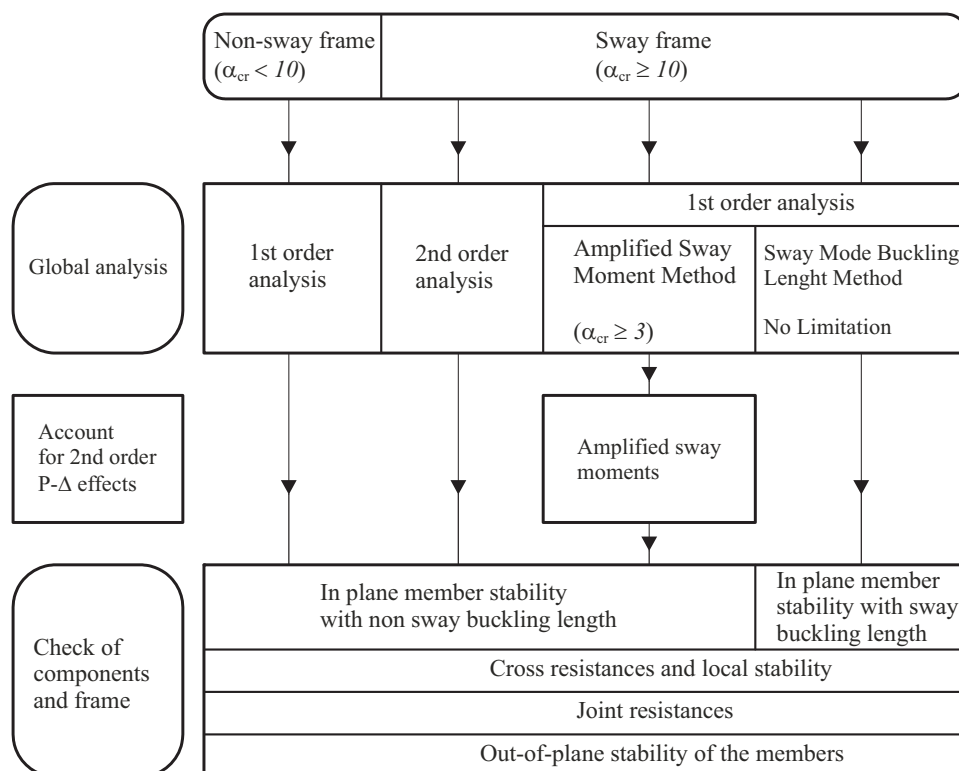 Non-sway frame
(αcr < 10)
Sway frame
(αcr ≥ 10)
Global analysis
1st order
analysis
2nd order
analysis
1st order analysis
Amplified Sway
Moment Method
(αcr ≥ 3)
Sway Mode Buckling
Lenght Method
No Limitation
Account
for 2nd order
P-Δ effects
Amplified sway
moments
Check of
components
and frame
In plane member stability
with non sway buckling length
In plane member
stability with sway
buckling length
Cross resistances and local stability
Joint resistances
Out-of-plane stability of the members